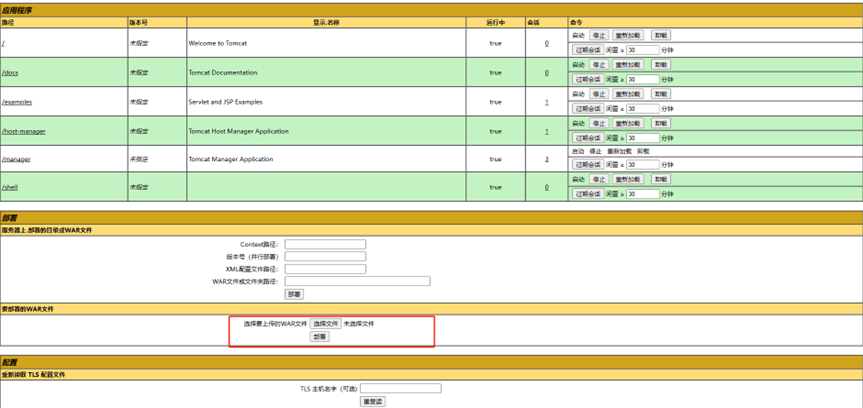 应用程序
路径 版本号 显示.名称 运行中 会话 命令
/ 未指定 Welcome to Tomcat true 0 启动 停止 重新加载 卸载
过期会话 闲置 ≥ 30 分钟
/docs 未指定 Tomcat Documentation true 0 启动 停止 重新加载 卸载
过期会话 闲置 ≥ 30 分钟
/examples 未指定 Servlet and JSP Examples true 1 启动 停止 重新加载 卸载
过期会话 闲置 ≥ 30 分钟
/host-manager 未指定 Tomcat Host Manager Application true 1 启动 停止 重新加载 卸载
过期会话 闲置 ≥ 30 分钟
/manager 未指定 Tomcat Manager Application true 3 启动 停止 重新加载 卸载
过期会话 闲置 ≥ 30 分钟
/shell 未指定 true 0 启动 停止 重新加载 卸载
过期会话 闲置 ≥ 30 分钟
部署
服务器上.部署的目录或WAR文件
Context路径:
版本号 (并行部署)
XML配置文件路径:
WAR文件或文件夹路径:
部署
要部署的WAR文件
选择要上传的WAR文件 选择文件 未选择文件
部署
配置
重新读取 TLS 配置文件
TLS 主机名字 (可选)
重复读